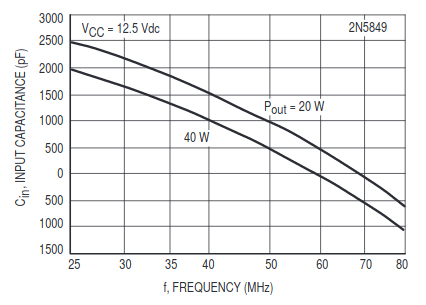 3000
2500
2000
1500
1000
500
0
500
1000
1500
Cin, INPUT CAPACITANCE (pF)
VCC = 12.5 Vdc
2N5849
Pout = 20 W
40 W
25 30 35 40 50 60 70 80
f, FREQUENCY (MHz)